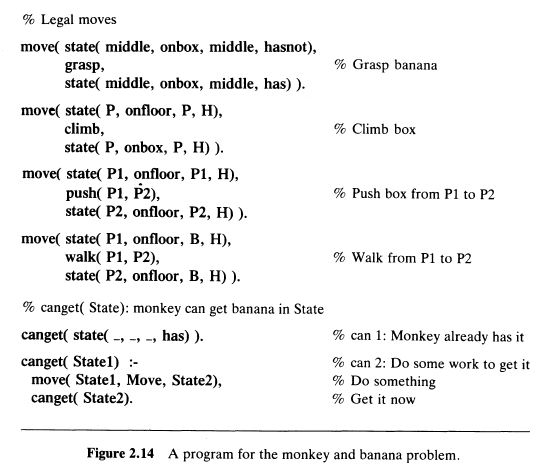 % Legal moves
move( state( middle, onbox, middle, hasnot),
grasp, % Grasp banana
state( middle, onbox, middle, has) ).
move( state( P, onfloor, P, H),
climb, % Climb box
state( P, onbox, P, H) ).
move( state( P1, onfloor, P1, H),
push( P1, P2), % Push box from P1 to P2
state( P2, onfloor, P2, H) ).
move( state( P1, onfloor, B, H),
walk( P1, P2), % Walk from P1 to P2
state( P2, onfloor, B, H) ).
% canget( State): monkey can get banana in State
canget( state( _, _, _, has) ). % can 1: Monkey already has it
canget( State1) :- % can 2: Do some work to get it
move( State1, Move, State2), % Do something
canget( State2). % Get it now
Figure 2.14 A program for the monkey and banana problem.